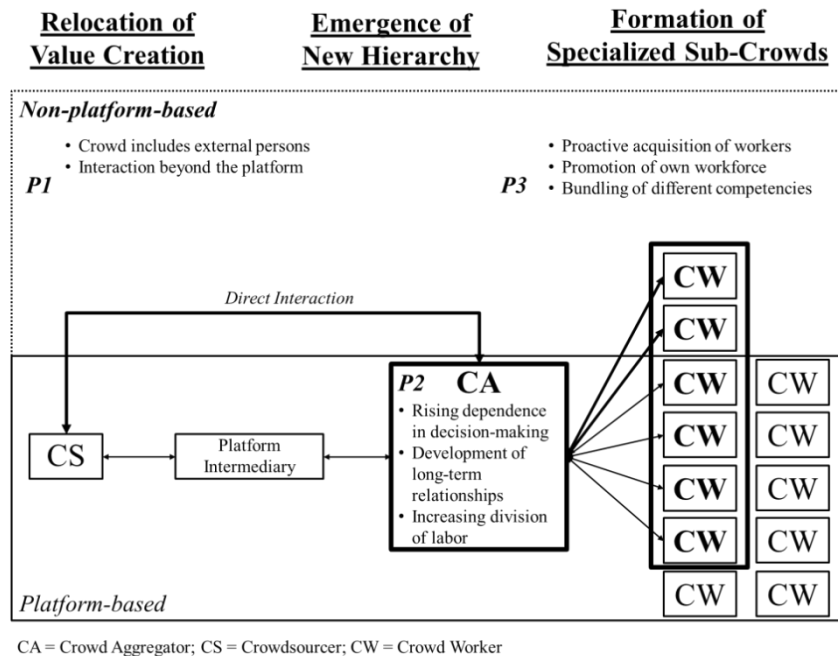 Relocation of
Value Creation
Emergence of
New Hierarchy
Formation of
Specialized Sub-Crowds
Non-platform-based
• Crowd includes external persons
• Interaction beyond the platform
P1
• Proactive acquisition of workers
• Promotion of own workforce
• Bundling of different competencies
P3
Direct Interaction
CW
CW
CW
CW
CW
CW
CW
CW
CW
CW
CW
CW
P2
CA
• Rising dependence
in decision-making
• Development of
long-term
relationships
• Increasing division
of labor
CS
Platform
Intermediary
Platform-based
CA = Crowd Aggregator; CS = Crowdsourcer; CW = Crowd Worker